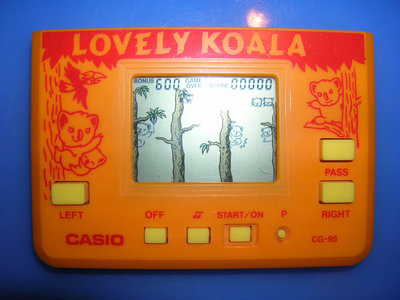 LOVELY KOALA
BONUS 600 GAME OVER SCORE 00000
PASS
LEFT
RIGHT
OFF
START/ON
P
CASIO
CG-95